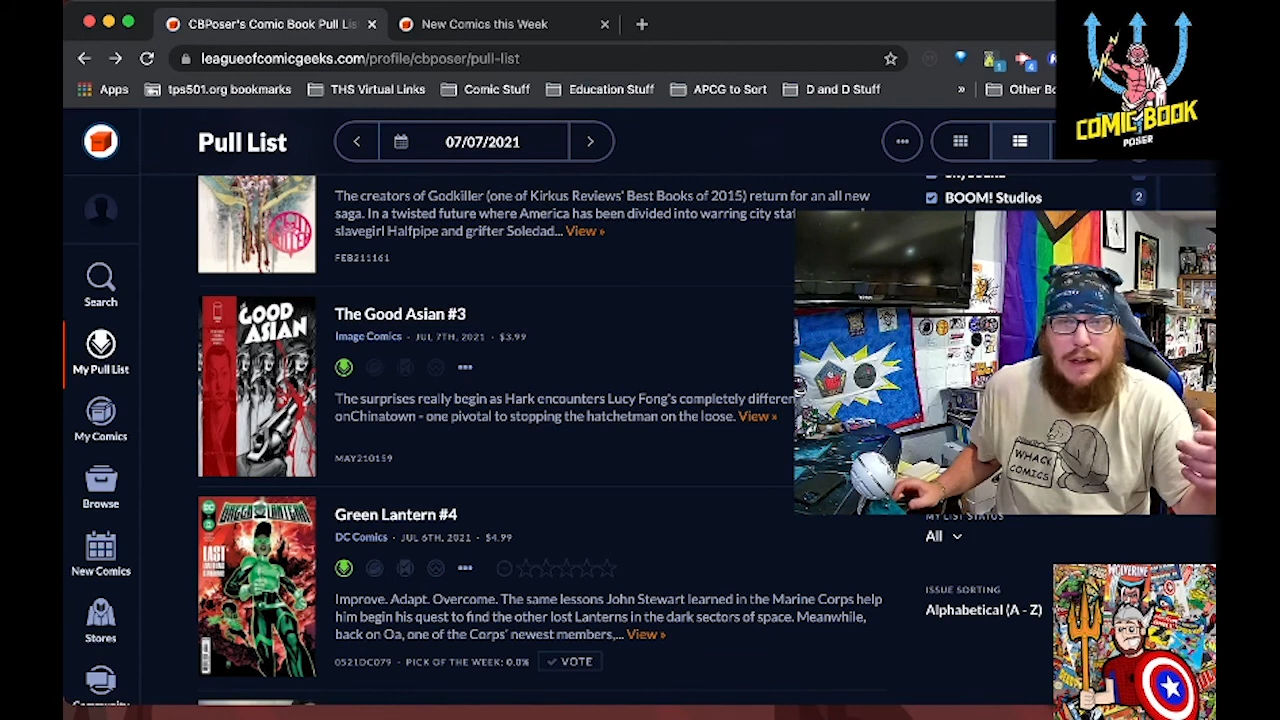 CBPoser's Comic Book Pull Lis
New Comics this Week
leagueofcomicgeeks.com/profile/cbposer/pull-list
Apps
tps501.org bookmarks
THS Virtual Links
Comic Stuff
Education Stuff
APCG to Sort
D and D Stuff
»
Other Bo
COMIC BOOK
POSER
Pull List
07/07/2021
The creators of Godkiller (one of Kirkus Reviews' Best Books of 2015) return for an all new
saga. In a twisted future where America has been divided into warring city stat
slavegirl Halfpipe and grifter Soledad... View »
FEB211161
BOOM! Studios
2
Search
My Pull List
My Comics
Browse
New Comics
Stores
Community
THE GOOD ASIAN
The Good Asian #3
Image Comics · JUL 7TH, 2021 · $3.99
The surprises really begin as Hark encounters Lucy Fong's completely differen
onChinatown - one pivotal to stopping the hatchetman on the loose. View »
MAY210159
WHACK
COMICS
GREEN LANTERN
LAST
Green Lantern #4
DC Comics · JUL 6TH, 2021 · $4.99
Improve. Adapt. Overcome. The same lessons John Stewart learned in the Marine Corps help
him begin his quest to find the other lost Lanterns in the dark sectors of space. Meanwhile,
back on Oa, one of the Corps' newest members,... View »
0521DC079 · PICK OF THE WEEK: 0.0%
VOTE
MY LIST STATUS
All
ISSUE SORTING
Alphabetical (A - Z)
WOLVERINE